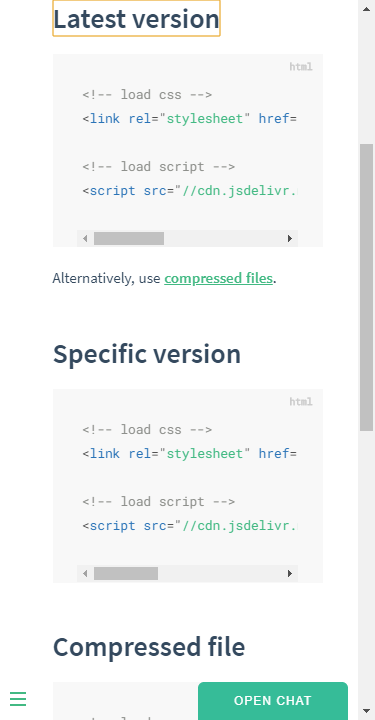 Latest version
html
<!-- load css -->
<link rel="stylesheet" href=
<!-- load script -->
<script src="//cdn.jsdelivr.
Alternatively, use compressed files.
Specific version
html
<!-- load css -->
<link rel="stylesheet" href=
<!-- load script -->
<script src="//cdn.jsdelivr.
Compressed file
OPEN CHAT